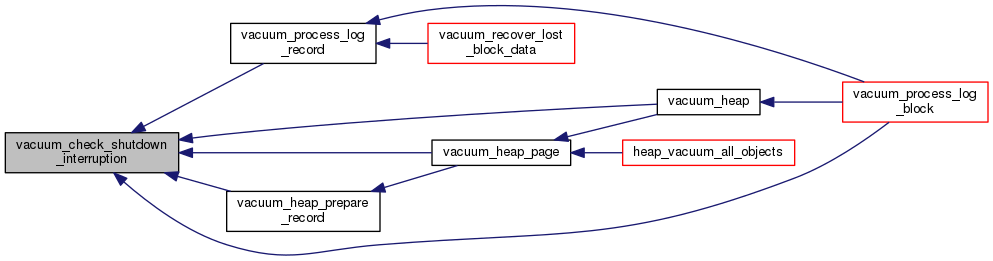 vacuum_process_log
_record
vacuum_recover_lost
_block_data
vacuum_heap
vacuum_process_log
_block
vacuum_check_shutdown
_interruption
vacuum_heap_page
heap_vacuum_all_objects
vacuum_heap_prepare
_record